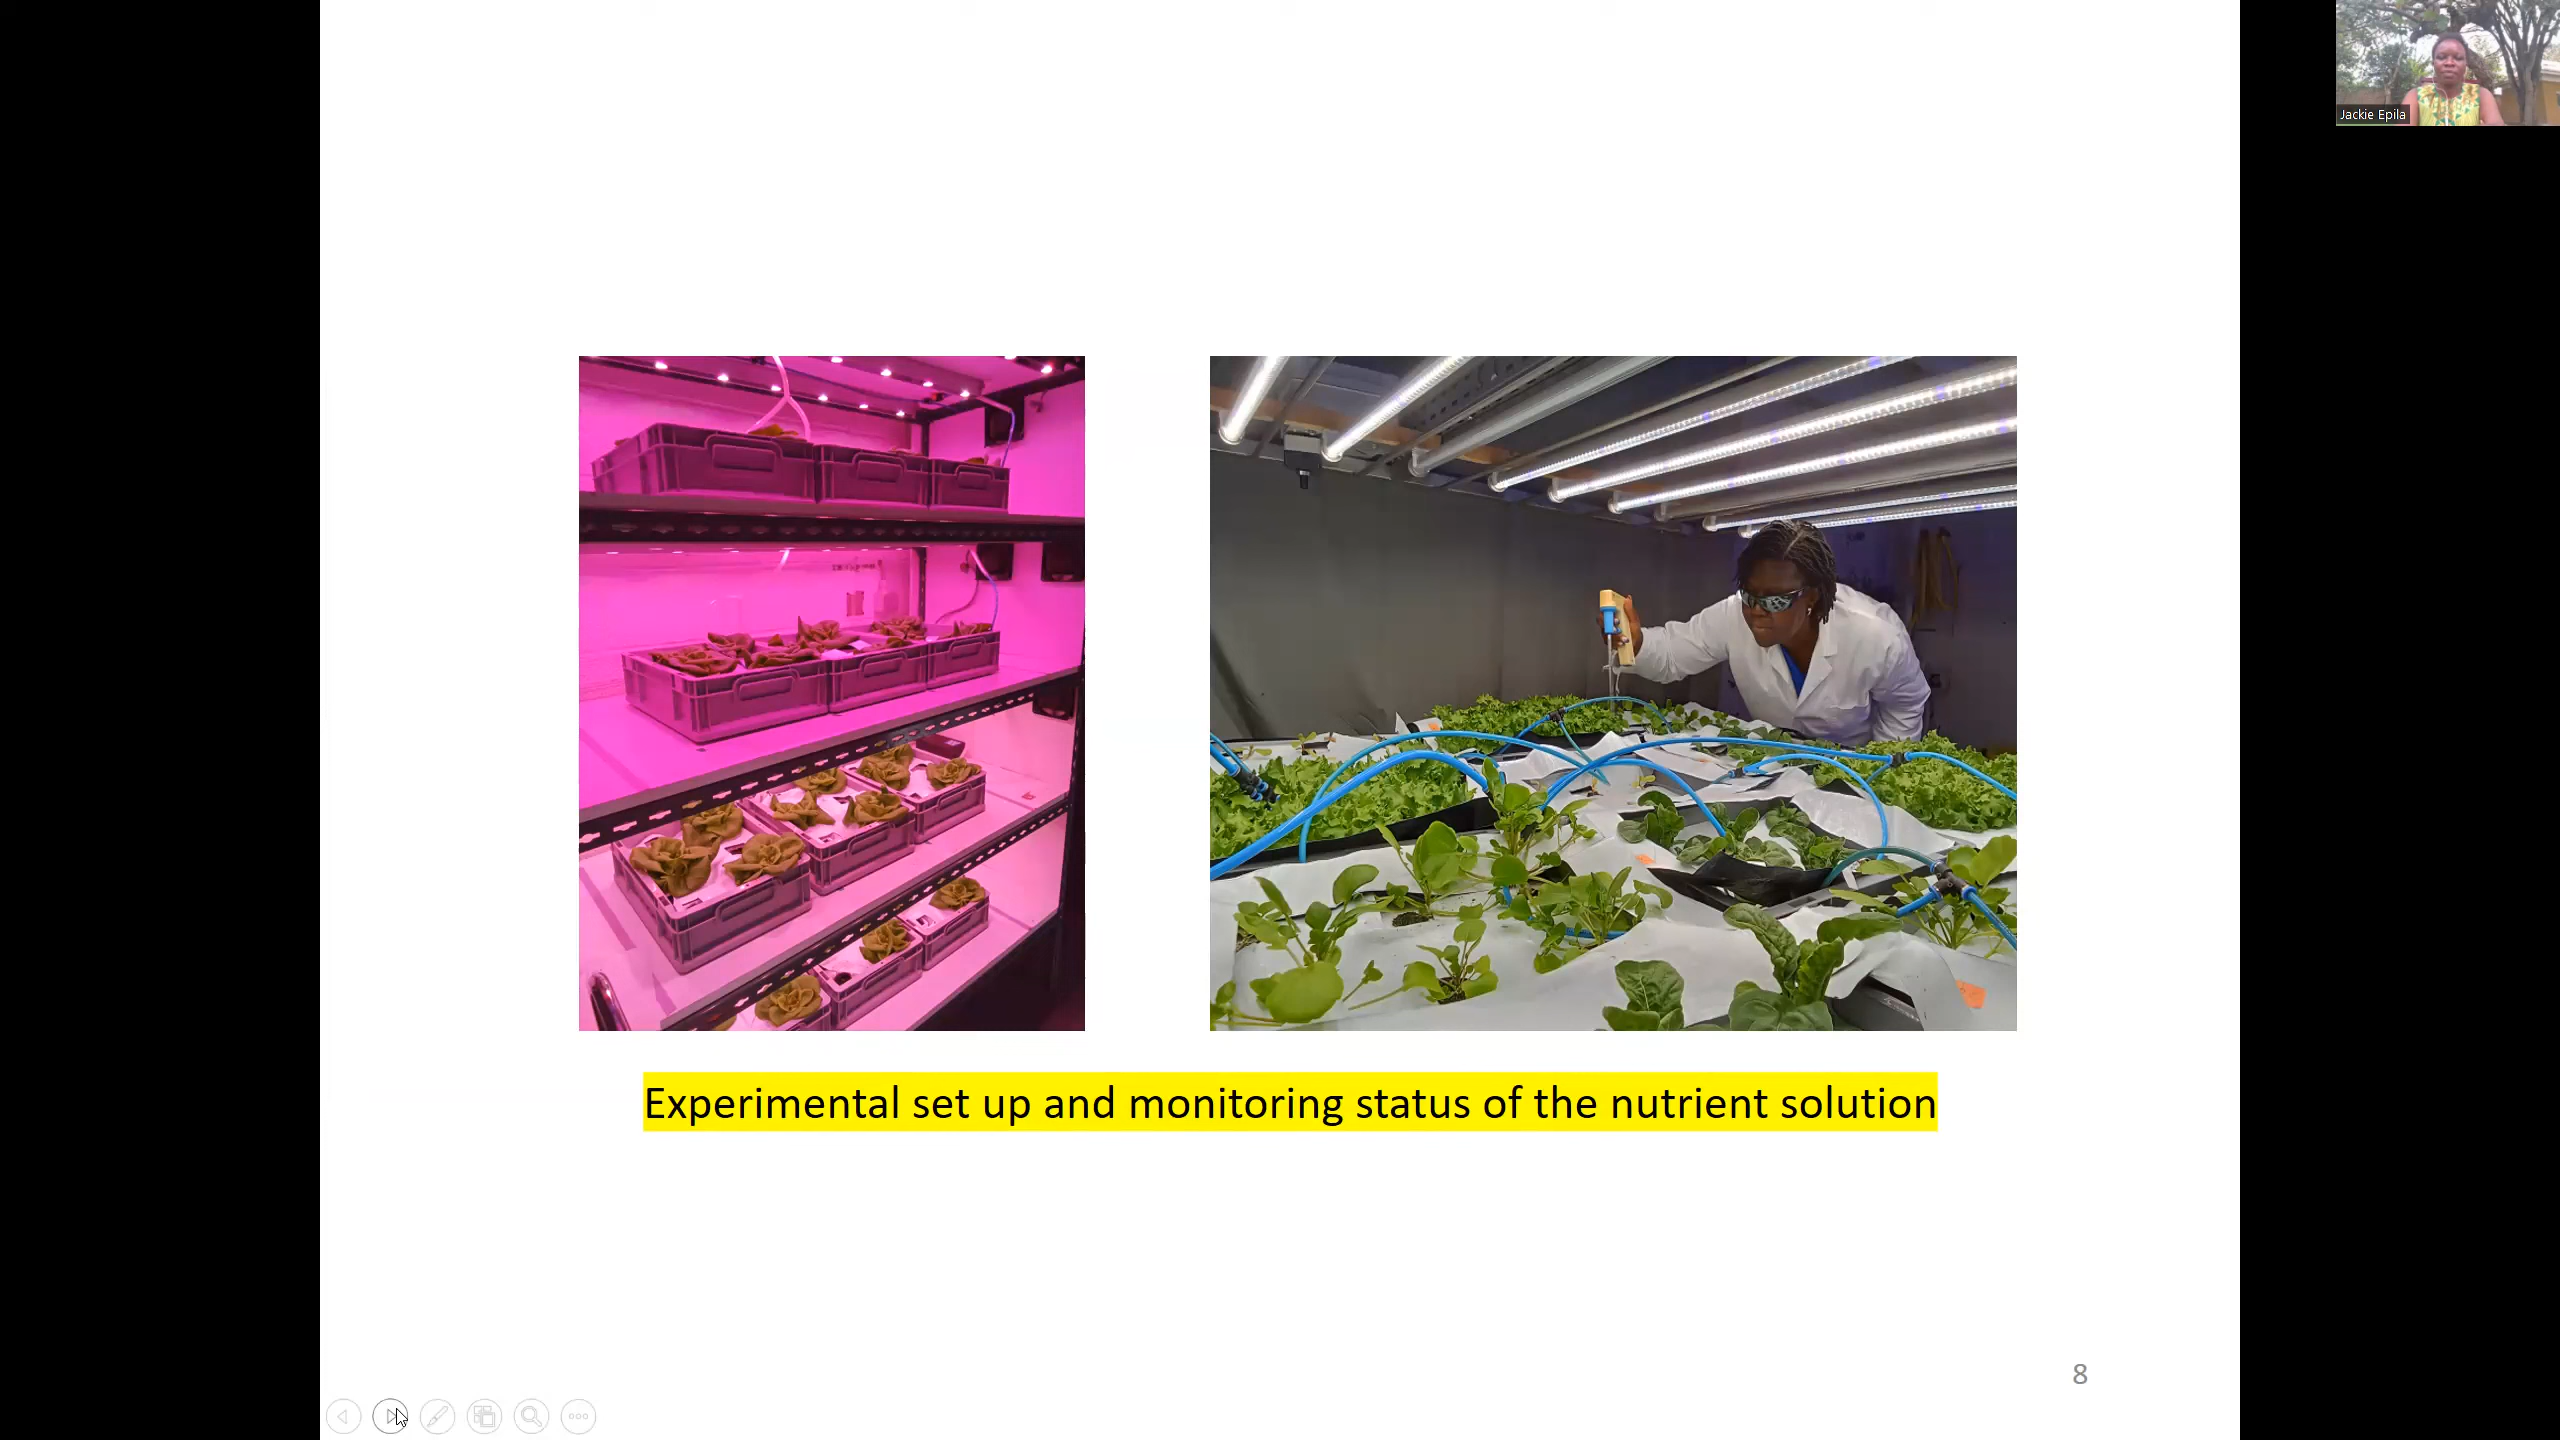 Jackie Epila
Experimental set up and monitoring status of the nutrient solution
8